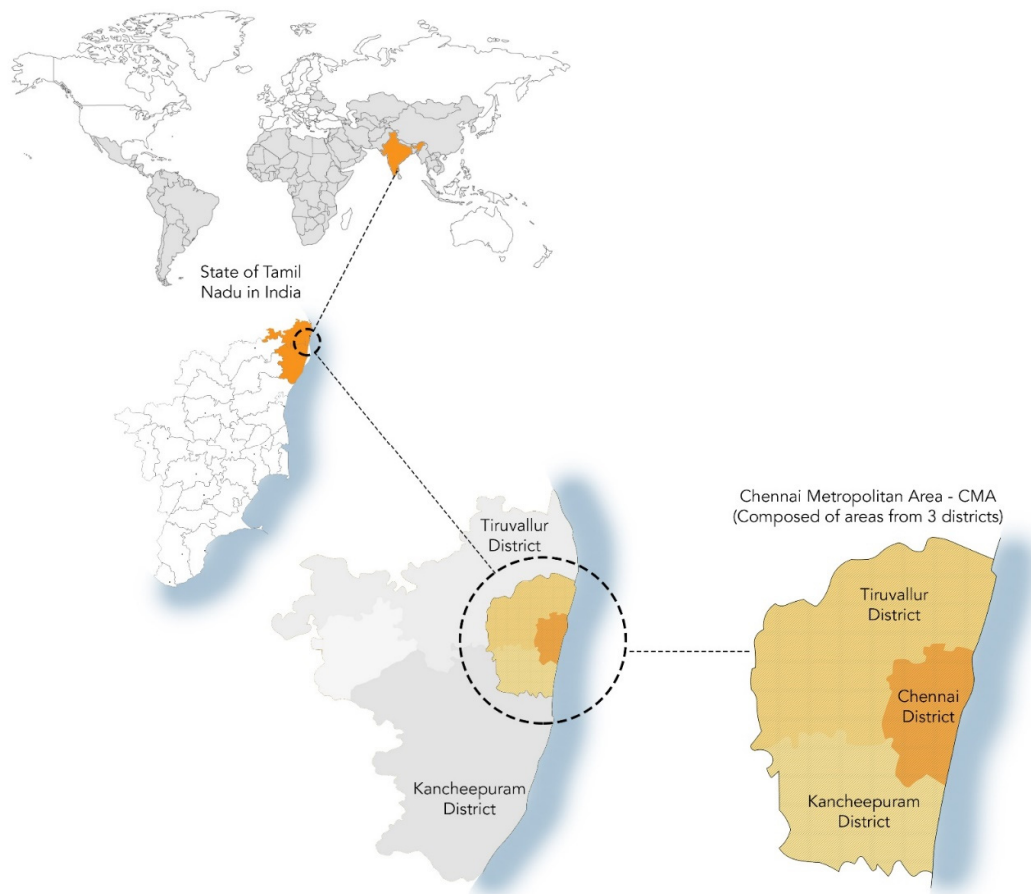 State of Tamil
Nadu in India
Tiruvallur
District
Kancheepuram
District
Chennai Metropolitan Area - CMA
(Composed of areas from 3 districts)
Tiruvallur
District
Chennai
District
Kancheepuram
District